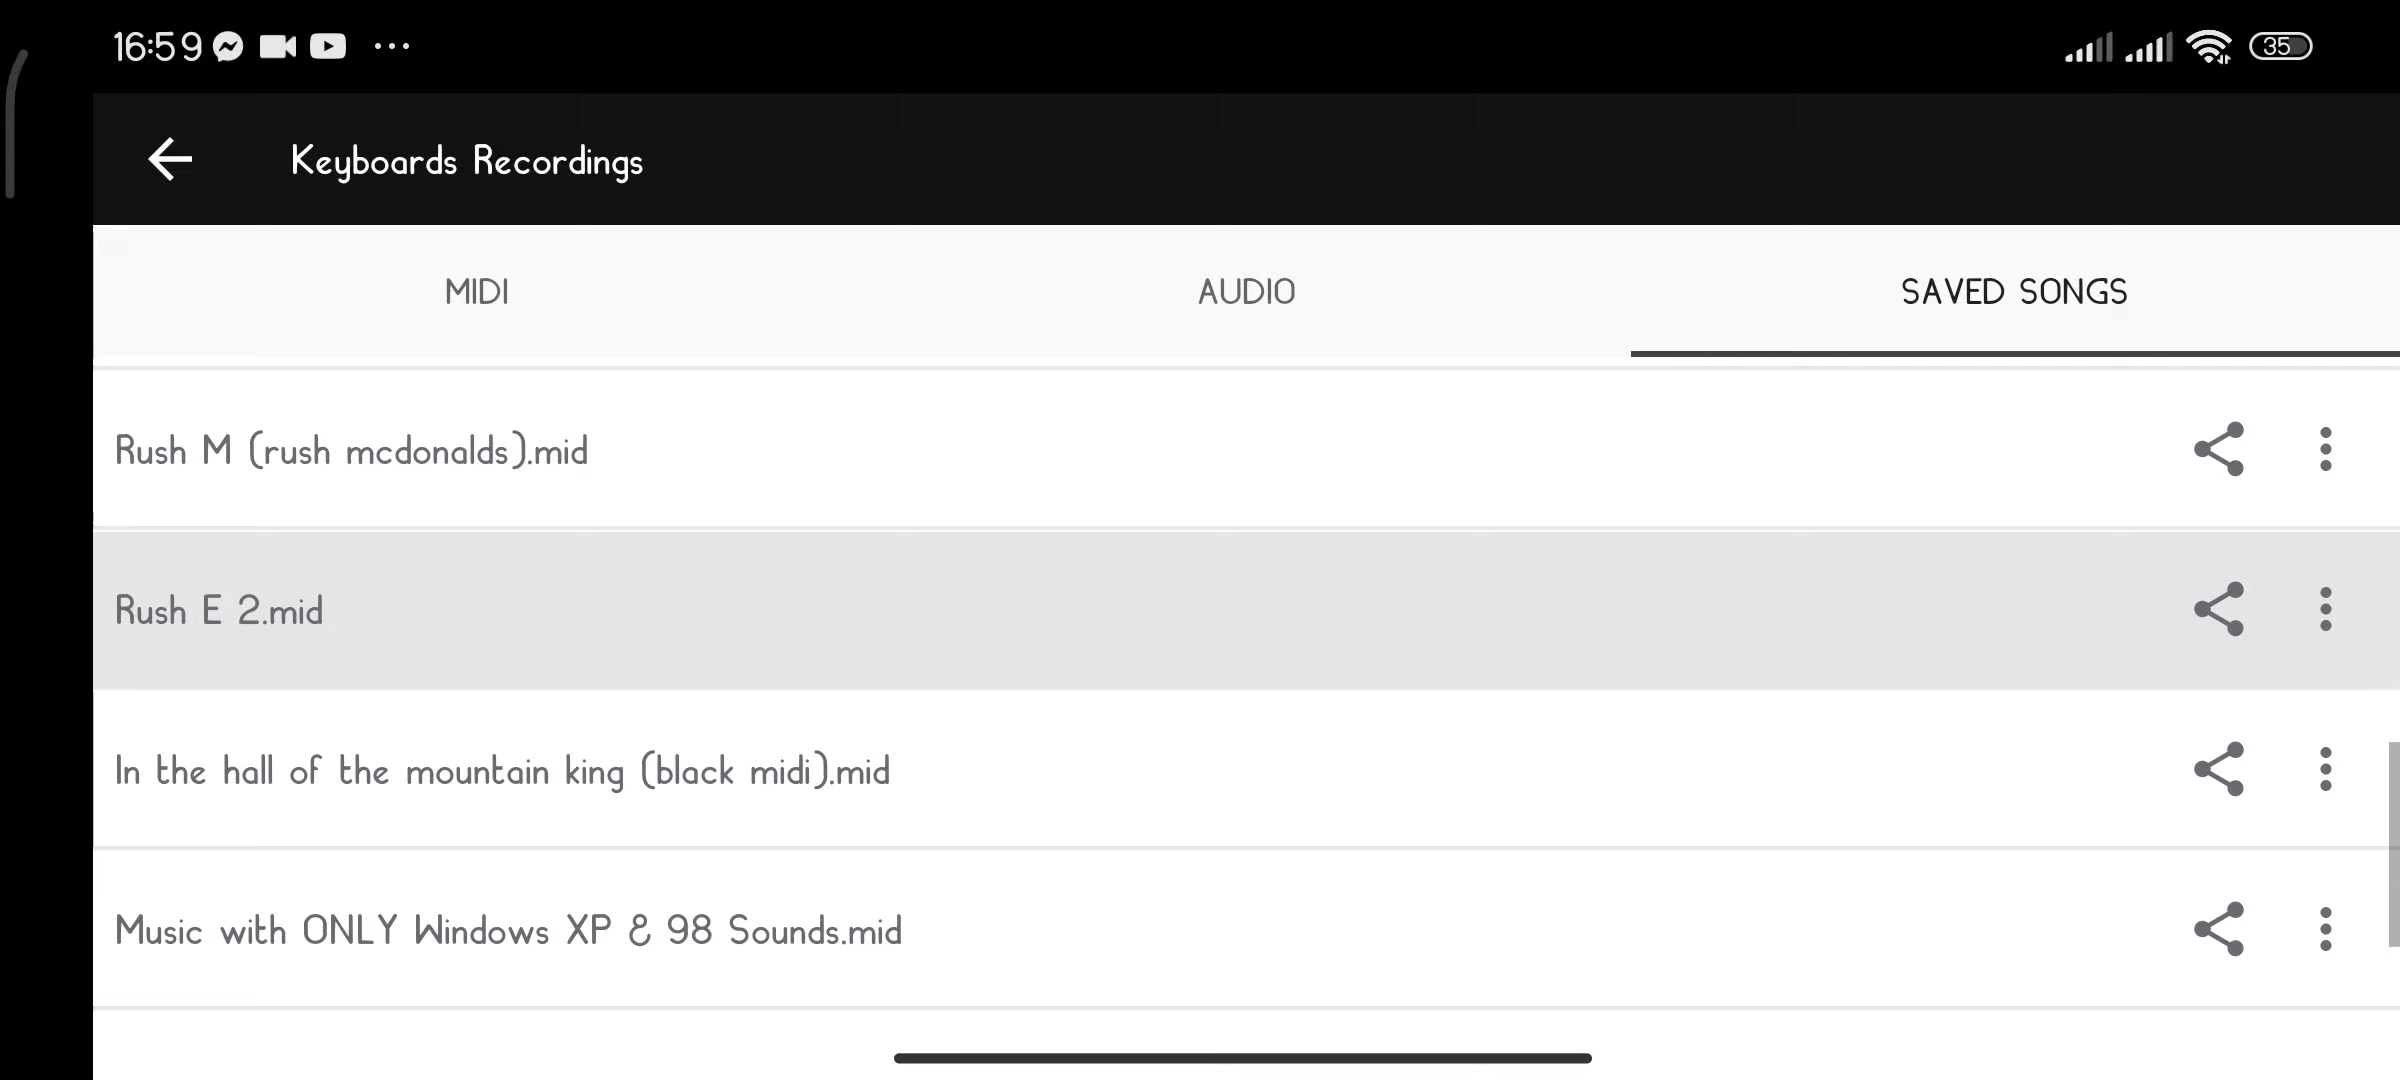 16:59
35
Keyboards Recordings
MIDI
AUDIO
SAVED SONGS
Rush M (rush mcdonalds).mid
Rush E 2.mid
In the hall of the mountain king (black midi).mid
Music with ONLY Windows XP & 98 Sounds.mid